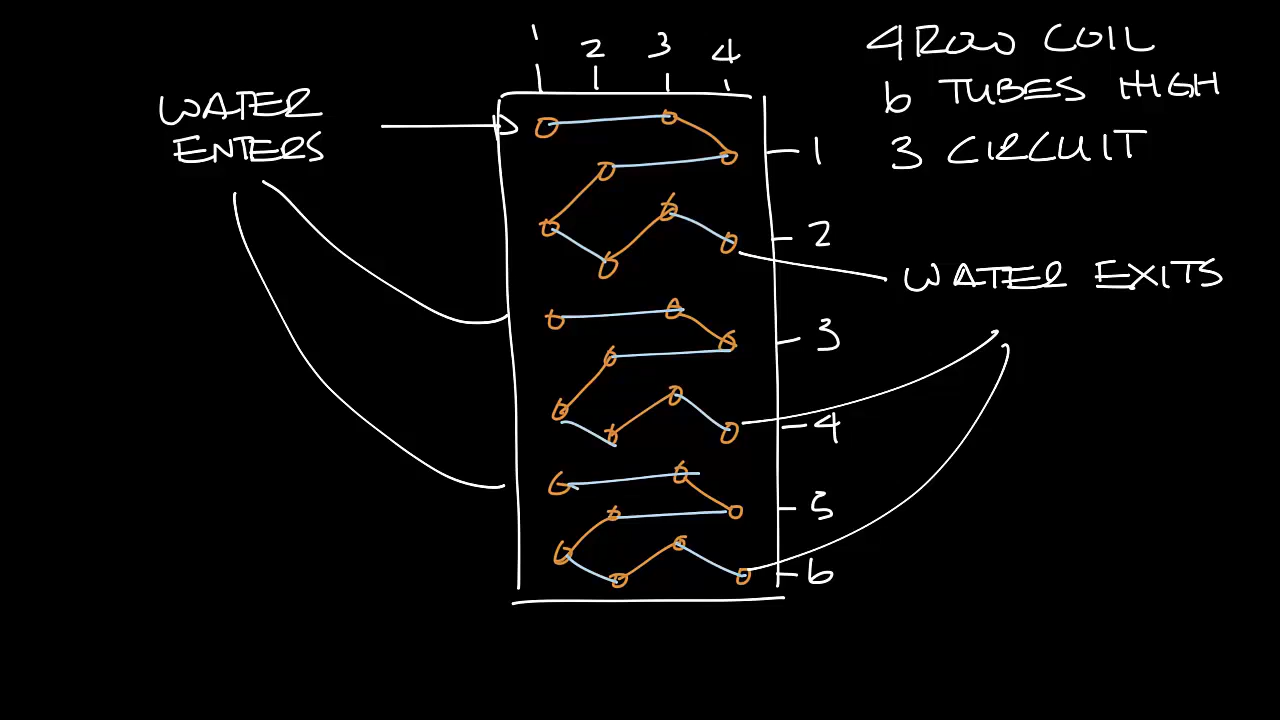 1 2 3 4
4 ROW COIL
6 TUBES HIGH
3 CIRCUIT
WATER
ENTERS
1
2
WATER EXITS
3
4
5
6